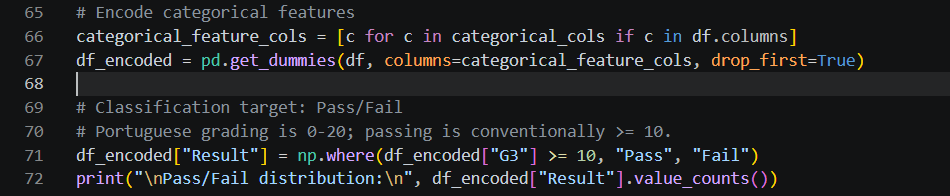 65 # Encode categorical features
66 categorical_feature_cols = [c for c in categorical_cols if c in df.columns]
67 df_encoded = pd.get_dummies(df, columns=categorical_feature_cols, drop_first=True)
68
69 # Classification target: Pass/Fail
70 # Portuguese grading is 0-20; passing is conventionally >= 10.
71 df_encoded["Result"] = np.where(df_encoded["G3"] >= 10, "Pass", "Fail")
72 print("\nPass/Fail distribution:\n", df_encoded["Result"].value_counts())